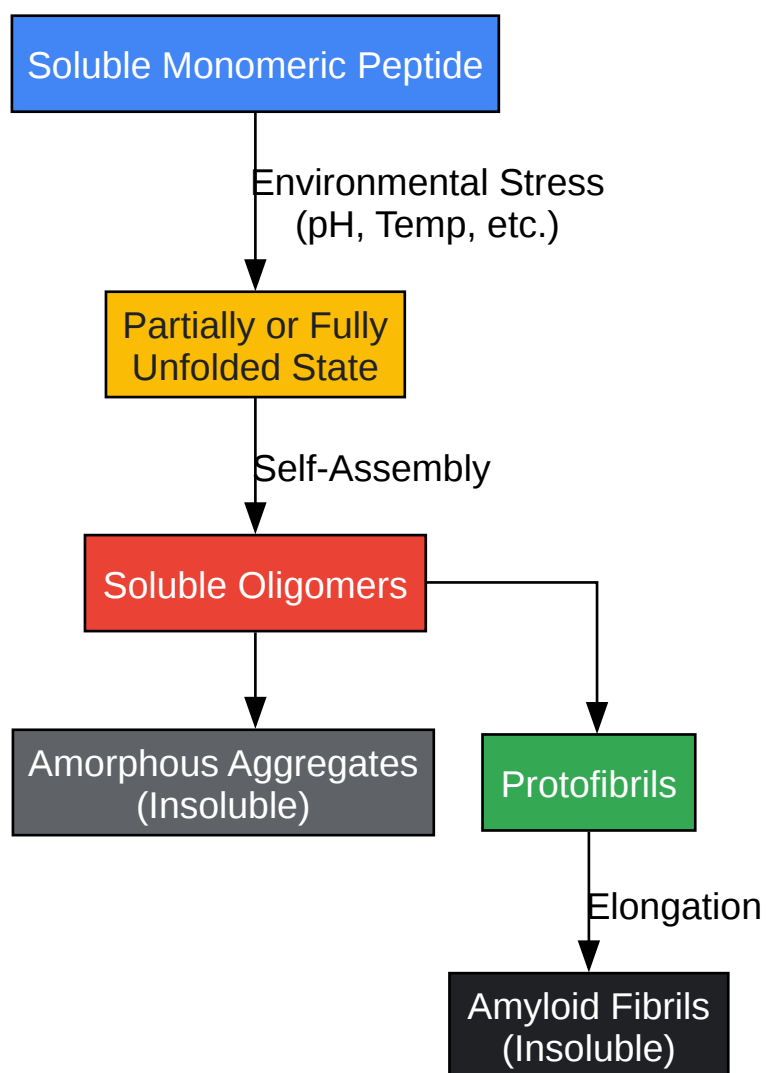 Soluble Monomeric Peptide
Environmental Stress
(pH, Temp, etc.)
Partially or Fully
Unfolded State
Self-Assembly
Soluble Oligomers
Amorphous Aggregates
(Insoluble)
Protofibrils
Elongation
Amyloid Fibrils
(Insoluble)